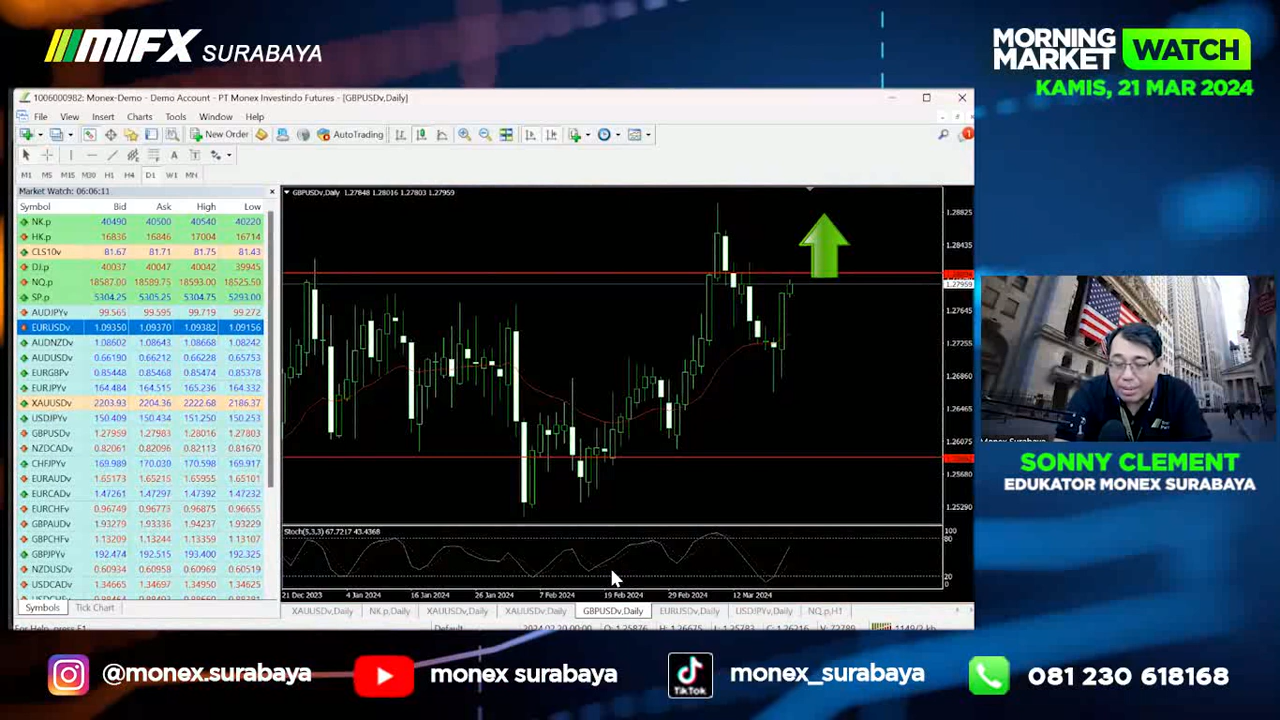 MIFX SURABAYA
MORNING
MARKET WATCH
KAMIS, 21 MAR 2024
1006000982: Monex-Demo - Demo Account - PT Monex Investindo Futures - [GBPUSDv,Daily]
File View Insert Charts Tools Window Help
New Order AutoTrading
M1 M5 M15 M30 H1 H4 D1 W1 MN
Market Watch: 06:06:11
Symbol Bid Ask High Low
NK.p 40490 40500 40540 40220
HK.p 16836 16846 17004 16714
CLS10v 81.67 81.71 81.75 81.43
DJ.p 40037 40047 40042 39945
NQ.p 18587.00 18589.75 18593.00 18525.50
SP.p 5304.25 5305.25 5304.75 5293.00
AUDJPYv 99.565 99.595 99.719 99.272
EURUSDv 1.09350 1.09370 1.09382 1.09156
AUDNZDv 1.08602 1.08643 1.08668 1.08242
AUDUSDv 0.66190 0.66212 0.66228 0.65753
EURGBPv 0.85448 0.85468 0.85474 0.85378
EURJPYv 164.484 164.515 165.236 164.332
XAUUSDv 2203.93 2204.36 2222.68 2186.37
USDJPYv 150.409 150.434 151.250 150.253
GBPUSDv 1.27959 1.27983 1.28016 1.27803
NZDCADv 0.82061 0.82096 0.82113 0.81670
CHFJPYv 169.989 170.030 170.598 169.917
EURAUDv 1.65173 1.65215 1.65955 1.65101
EURCADv 1.47261 1.47297 1.47392 1.47232
EURCHFv 0.96749 0.96773 0.96875 0.96655
GBPAUDv 1.93279 1.93336 1.94237 1.93229
GBPCHFv 1.13209 1.13244 1.13359 1.13107
GBPJPYv 192.474 192.515 193.400 192.325
NZDUSDv 0.60934 0.60958 0.60969 0.60519
USDCADv 1.34665 1.34695 1.34950 1.34625
Symbols Tick Chart
GBPUSDv,Daily 1.27848 1.28016 1.27803 1.27959
1.28825
1.28435
1.27959
1.27645
1.27255
1.26860
1.26465
1.26075
1.25680
1.25290
Stoch(5,3,3) 67.7217 43.4368
100
80
20
0
21 Dec 2023 4 Jan 2024 16 Jan 2024 26 Jan 2024 7 Feb 2024 19 Feb 2024 29 Feb 2024 12 Mar 2024
XAUUSDv,Daily NK.p,Daily XAUUSDv,Daily XAUUSDv,Daily GBPUSDv,Daily EURUSDv,Daily USDJPYv,Daily NQ.p,H1
For Help, press F1 Default
Monex Surabaya
SONNY CLEMENT
EDUKATOR MONEX SURABAYA
@monex.surabaya monex surabaya TikTok monex_surabaya 081 230 618168